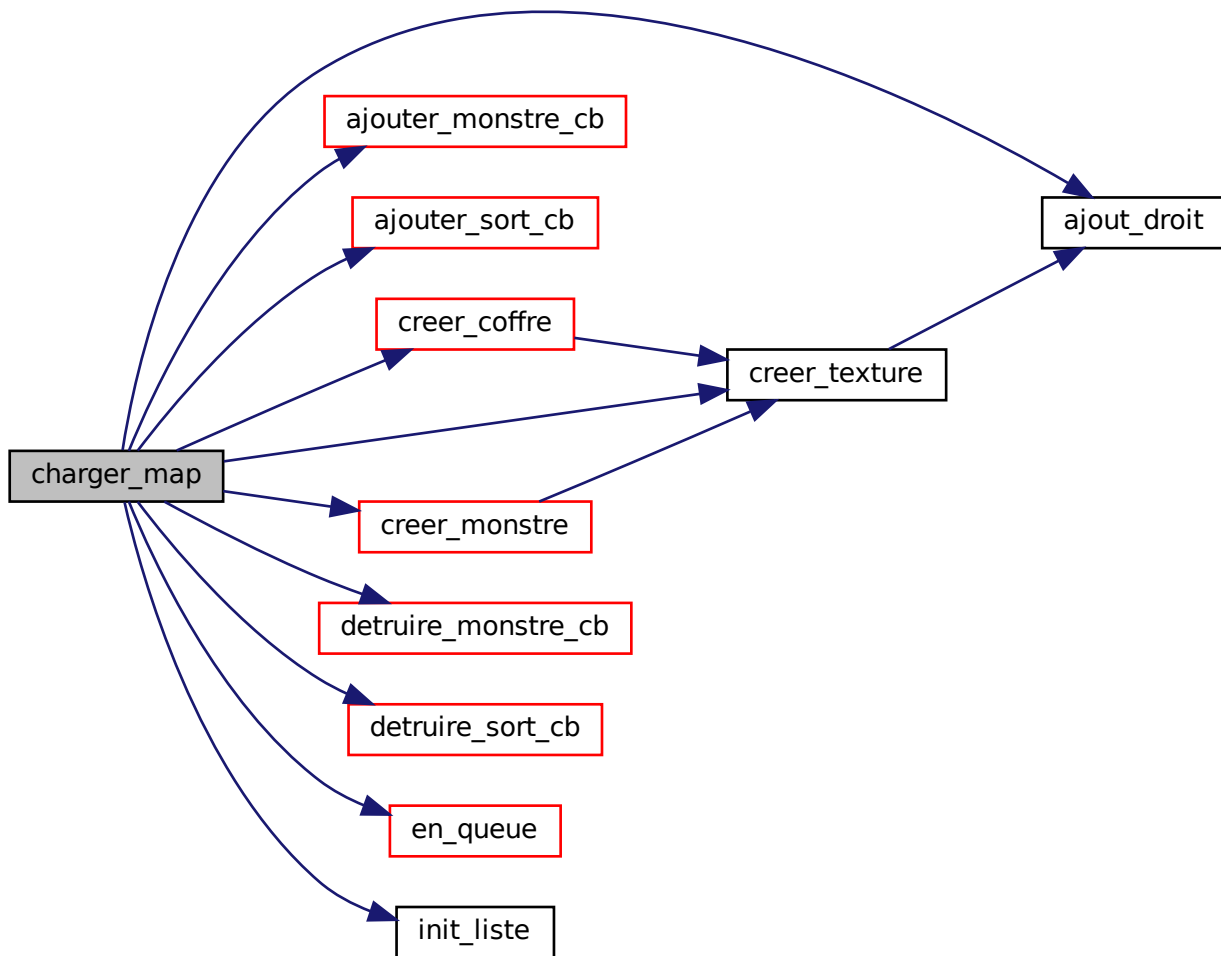 ajouter_monstre_cb
ajouter_sort_cb
ajout_droit
creer_coffre
creer_texture
charger_map
creer_monstre
detruire_monstre_cb
detruire_sort_cb
en_queue
init_liste